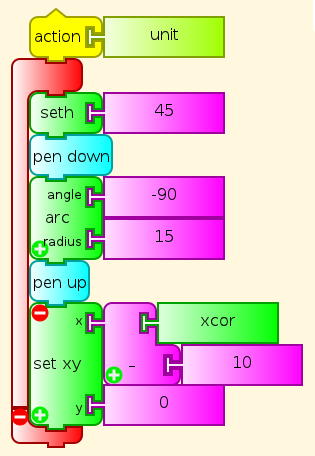 action unit
seth 45
pen down
angle -90
arc
radius 15
pen up
x xcor
set xy - 10
y 0